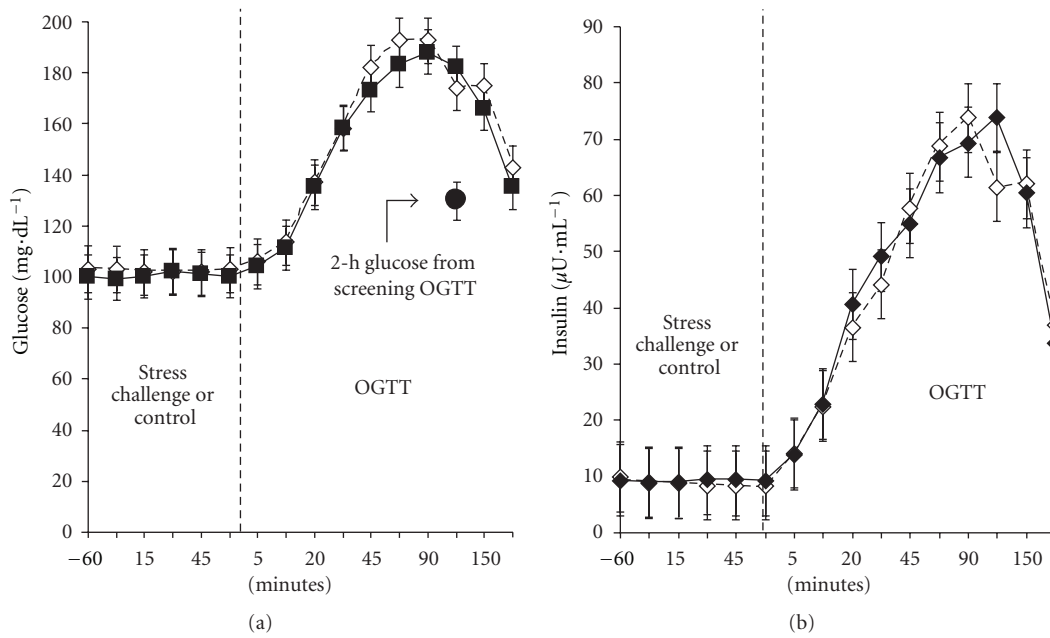 200
180
160
140
120
100
80
60
40
20
0
Glucose (mg·dL⁻¹)
2-h glucose from
screening OGTT
Stress
challenge or
control
OGTT
−60 15 45 5 20 45 90 150
(minutes)
(a)
90
80
70
60
50
40
30
20
10
0
Insulin (µU·mL⁻¹)
Stress
challenge or
control
OGTT
−60 15 45 5 20 45 90 150
(minutes)
(b)